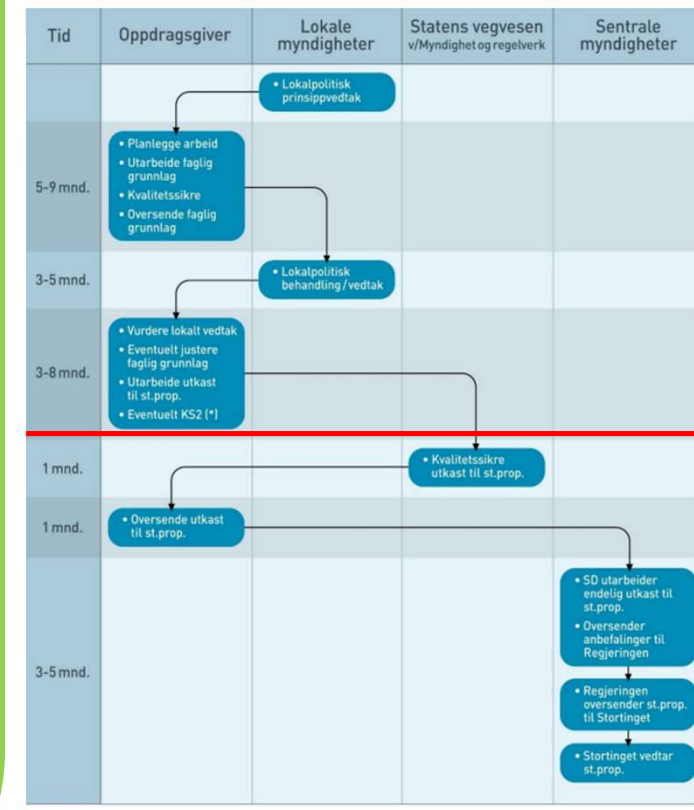 Tid
Oppdragsgiver
Lokale
myndigheter
Statens vegvesen
v/Myndighet og regelverk
Sentrale
myndigheter
• Lokalpolitisk
prinsippvedtak
5-9 mnd.
• Planlegge arbeid
• Utarbeide faglig
grunnlag
• Kvalitetssikre
• Oversende faglig
grunnlag
3-5 mnd.
• Lokalpolitisk
behandling/vedtak
3-8 mnd.
• Vurdere lokalt vedtak
• Eventuelt justere
faglig grunnlag
• Utarbeide utkast
til st.prop.
• Eventuelt KS2 (*)
1 mnd.
• Kvalitetssikre
utkast til st.prop.
1 mnd.
• Oversende utkast
til st.prop.
3-5 mnd.
• SD utarbeider
endelig utkast til
st.prop.
• Oversender
anbefalinger til
Regjeringen
• Regjeringen
oversender st.prop.
til Stortinget
• Stortinget vedtar
st.prop.